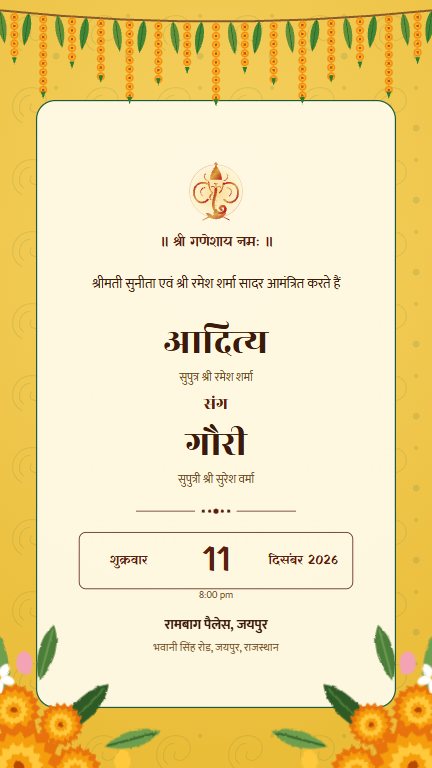 ॥ श्री गणेशाय नमः ॥
श्रीमती सुनीता एवं श्री रमेश शर्मा सादर आमंत्रित करते हैं
आदित्य
सुपुत्र श्री रमेश शर्मा
संग
गौरी
सुपुत्री श्री सुरेश वर्मा
शुक्रवार 11 दिसंबर 2026
8:00 pm
रामबाग पैलेस, जयपुर
भवानी सिंह रोड, जयपुर, राजस्थान